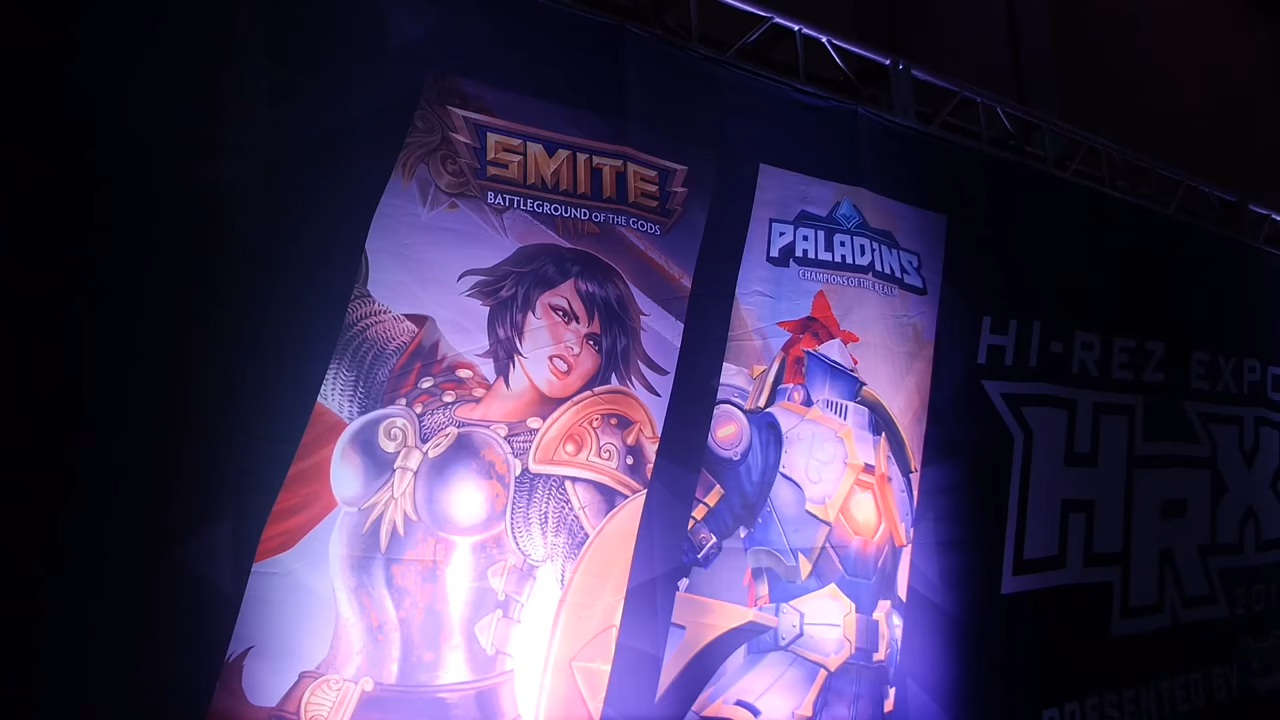 SMITE
BATTLEGROUND OF THE GODS
PALADINS
CHAMPIONS OF THE REALM
HI-REZ EXPO
HRX
PRESENTED BY